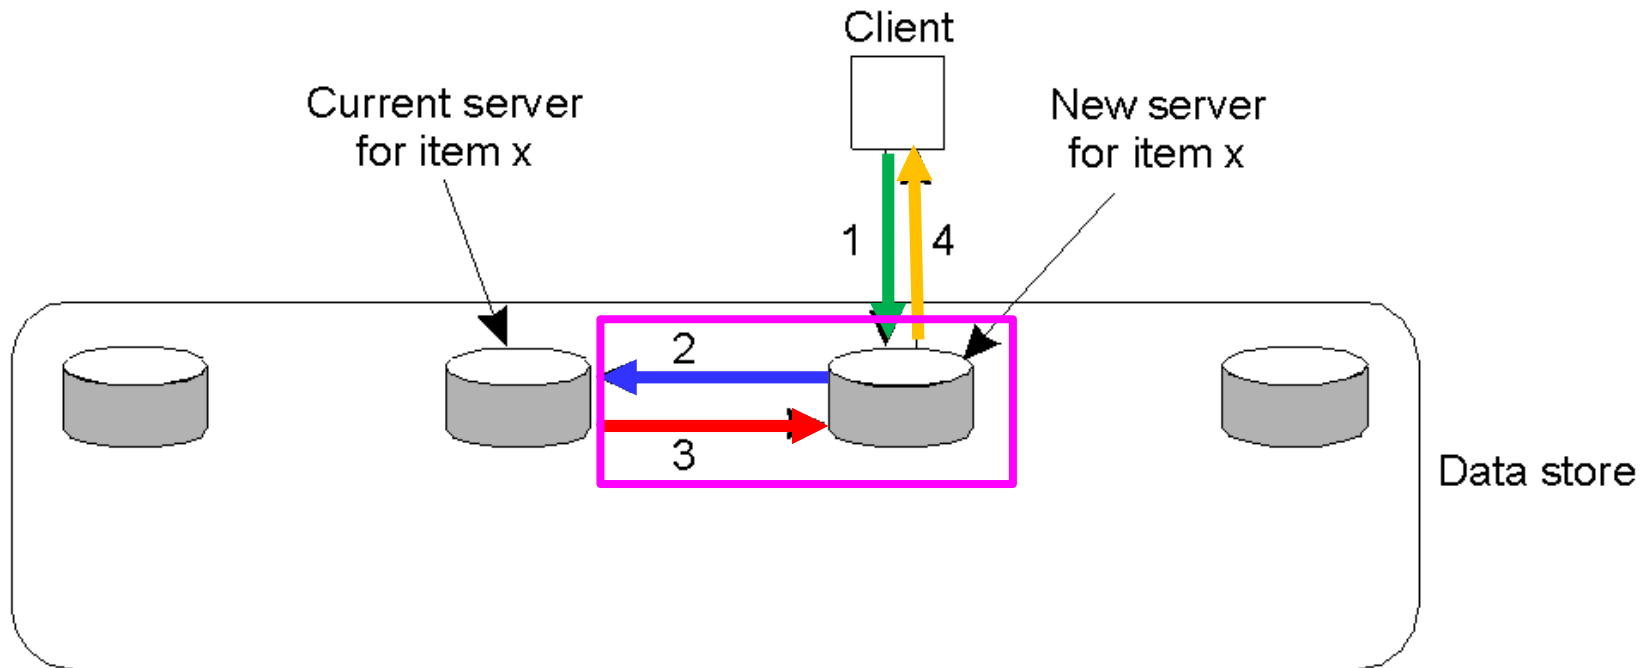 Client
Current server
for item x
New server
for item x
1
4
2
3
Data store